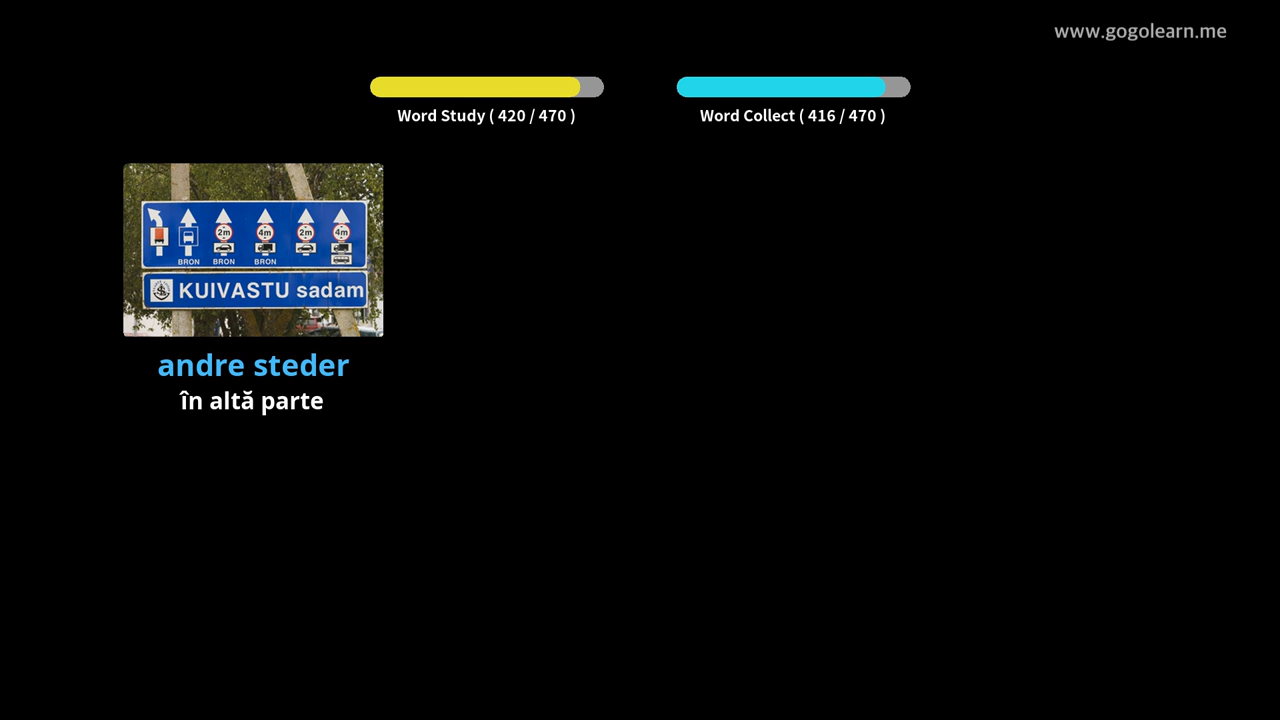 www.gogolearn.me
Word Study ( 420 / 470 )
Word Collect ( 416 / 470 )
2m 4m 2m 4m
BRON BRON BRON
KUIVASTU sadam
andre steder
în altă parte